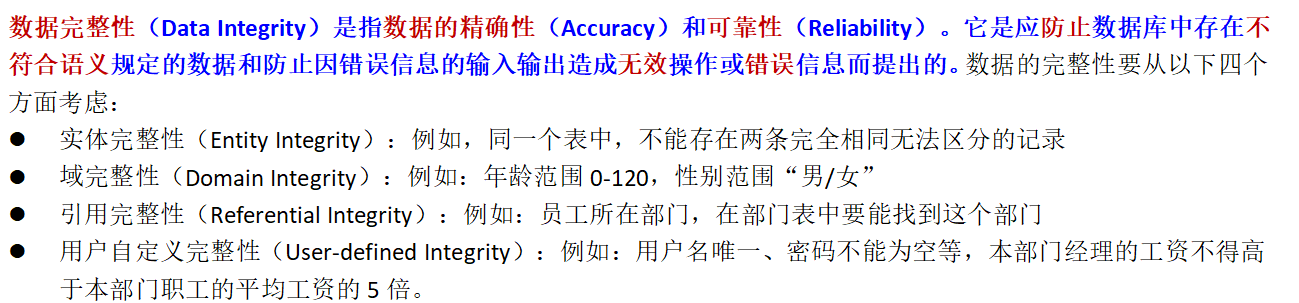 数据完整性（Data Integrity）是指数据的精确性（Accuracy）和可靠性（Reliability）。它是应防止数据库中存在不
符合语义规定的数据和防止因错误信息的输入输出造成无效操作或错误信息而提出的。数据的完整性要从以下四个
方面考虑：
● 实体完整性（Entity Integrity）：例如，同一个表中，不能存在两条完全相同无法区分的记录
● 域完整性（Domain Integrity）：例如：年龄范围 0-120，性别范围“男/女”
● 引用完整性（Referential Integrity）：例如：员工所在部门，在部门表中要能找到这个部门
● 用户自定义完整性（User-defined Integrity）：例如：用户名唯一、密码不能为空等，本部门经理的工资不得高
于本部门职工的平均工资的 5 倍。